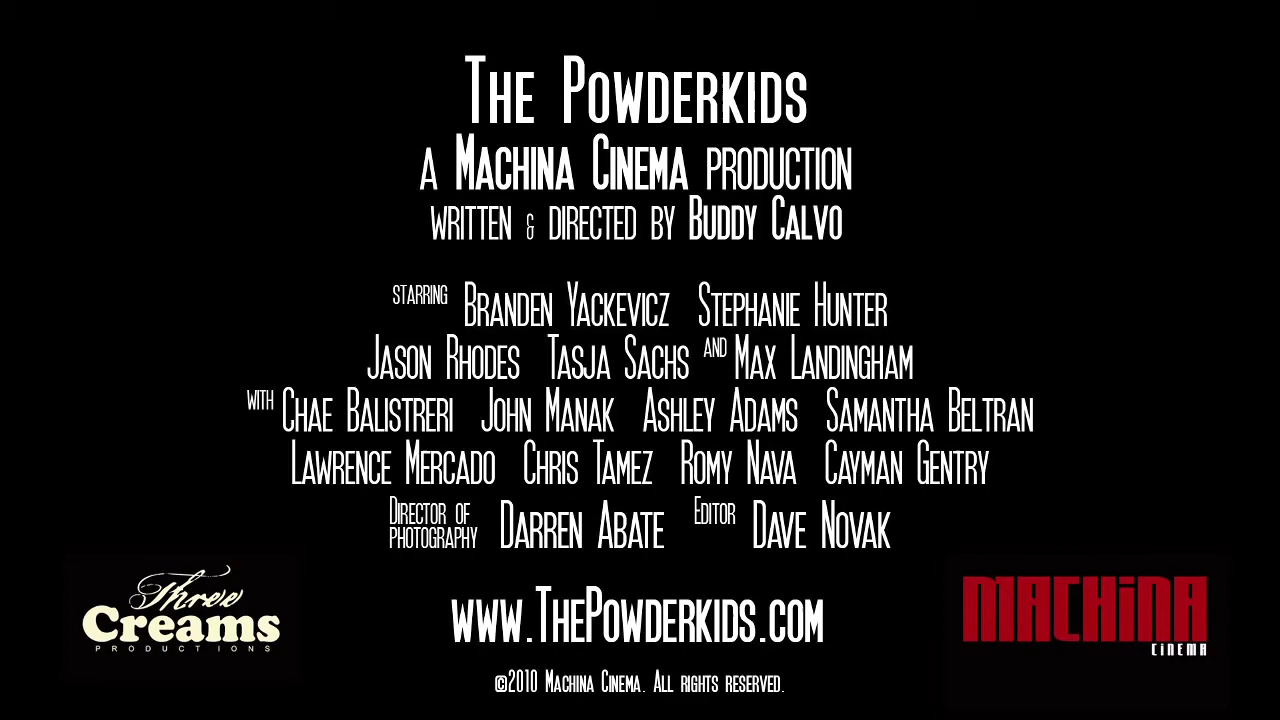 The Powderkids
A Machina Cinema production
written & directed by Buddy Calvo
starring Branden Yackevicz Stephanie Hunter
Jason Rhodes Tasja Sachs and Max Landingham
with Chae Balistreri John Manak Ashley Adams Samantha Beltran
Lawrence Mercado Chris Tamez Romy Nava Cayman Gentry
Director of photography Darren Abate Editor Dave Novak
Three
Creams
PRODUCTIONS
www.ThePowderkids.com
MACHiNA
CiNEMA
©2010 Machina Cinema. All rights reserved.